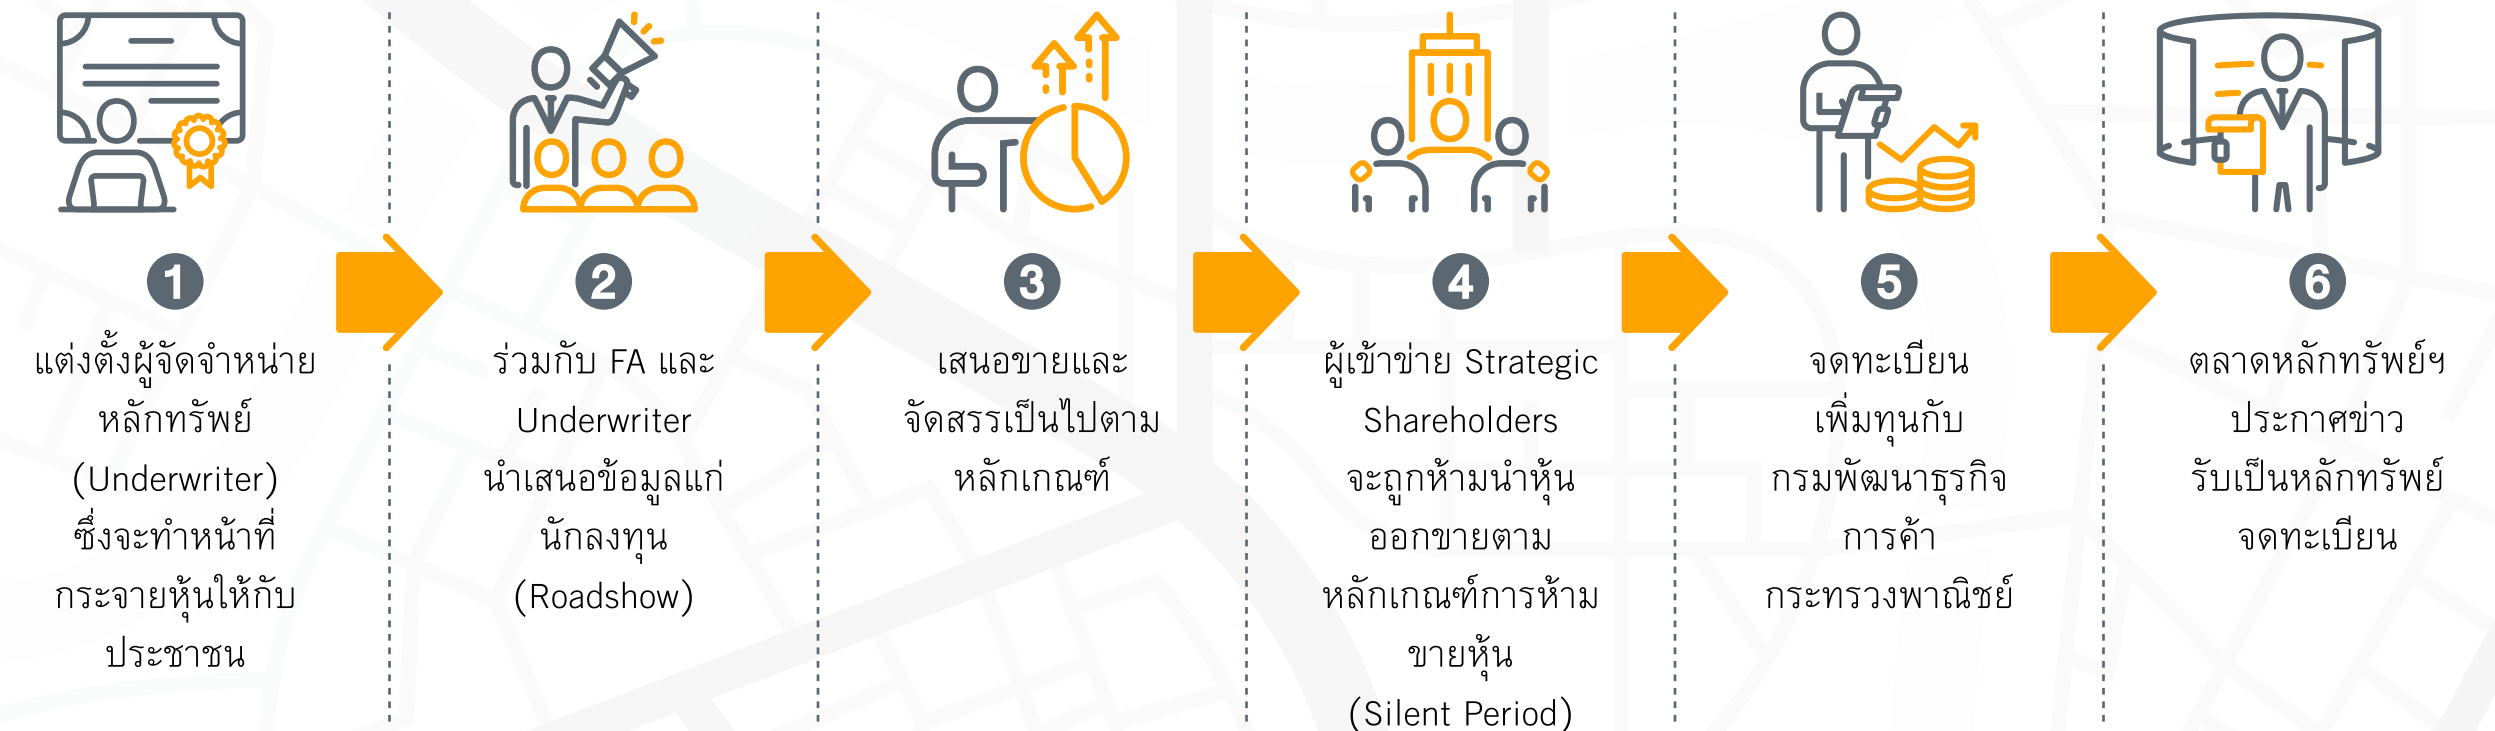 1
แต่งตั้งผู้จัดจำหน่าย
หลักทรัพย์
(Underwriter)
ซึ่งจะทำหน้าที่
กระจายหุ้นให้กับ
ประชาชน
2
ร่วมกับ FA และ
Underwriter
นำเสนอข้อมูลแก่
นักลงทุน
(Roadshow)
3
เสนอขายและ
จัดสรรเป็นไปตาม
หลักเกณฑ์
4
ผู้เข้าข่าย Strategic
Shareholders
จะถูกห้ามนำหุ้น
ออกขายตาม
หลักเกณฑ์การห้าม
ขายหุ้น
(Silent Period)
5
จดทะเบียน
เพิ่มทุนกับ
กรมพัฒนาธุรกิจ
การค้า
กระทรวงพาณิชย์
6
ตลาดหลักทรัพย์ฯ
ประกาศข่าว
รับเป็นหลักทรัพย์
จดทะเบียน